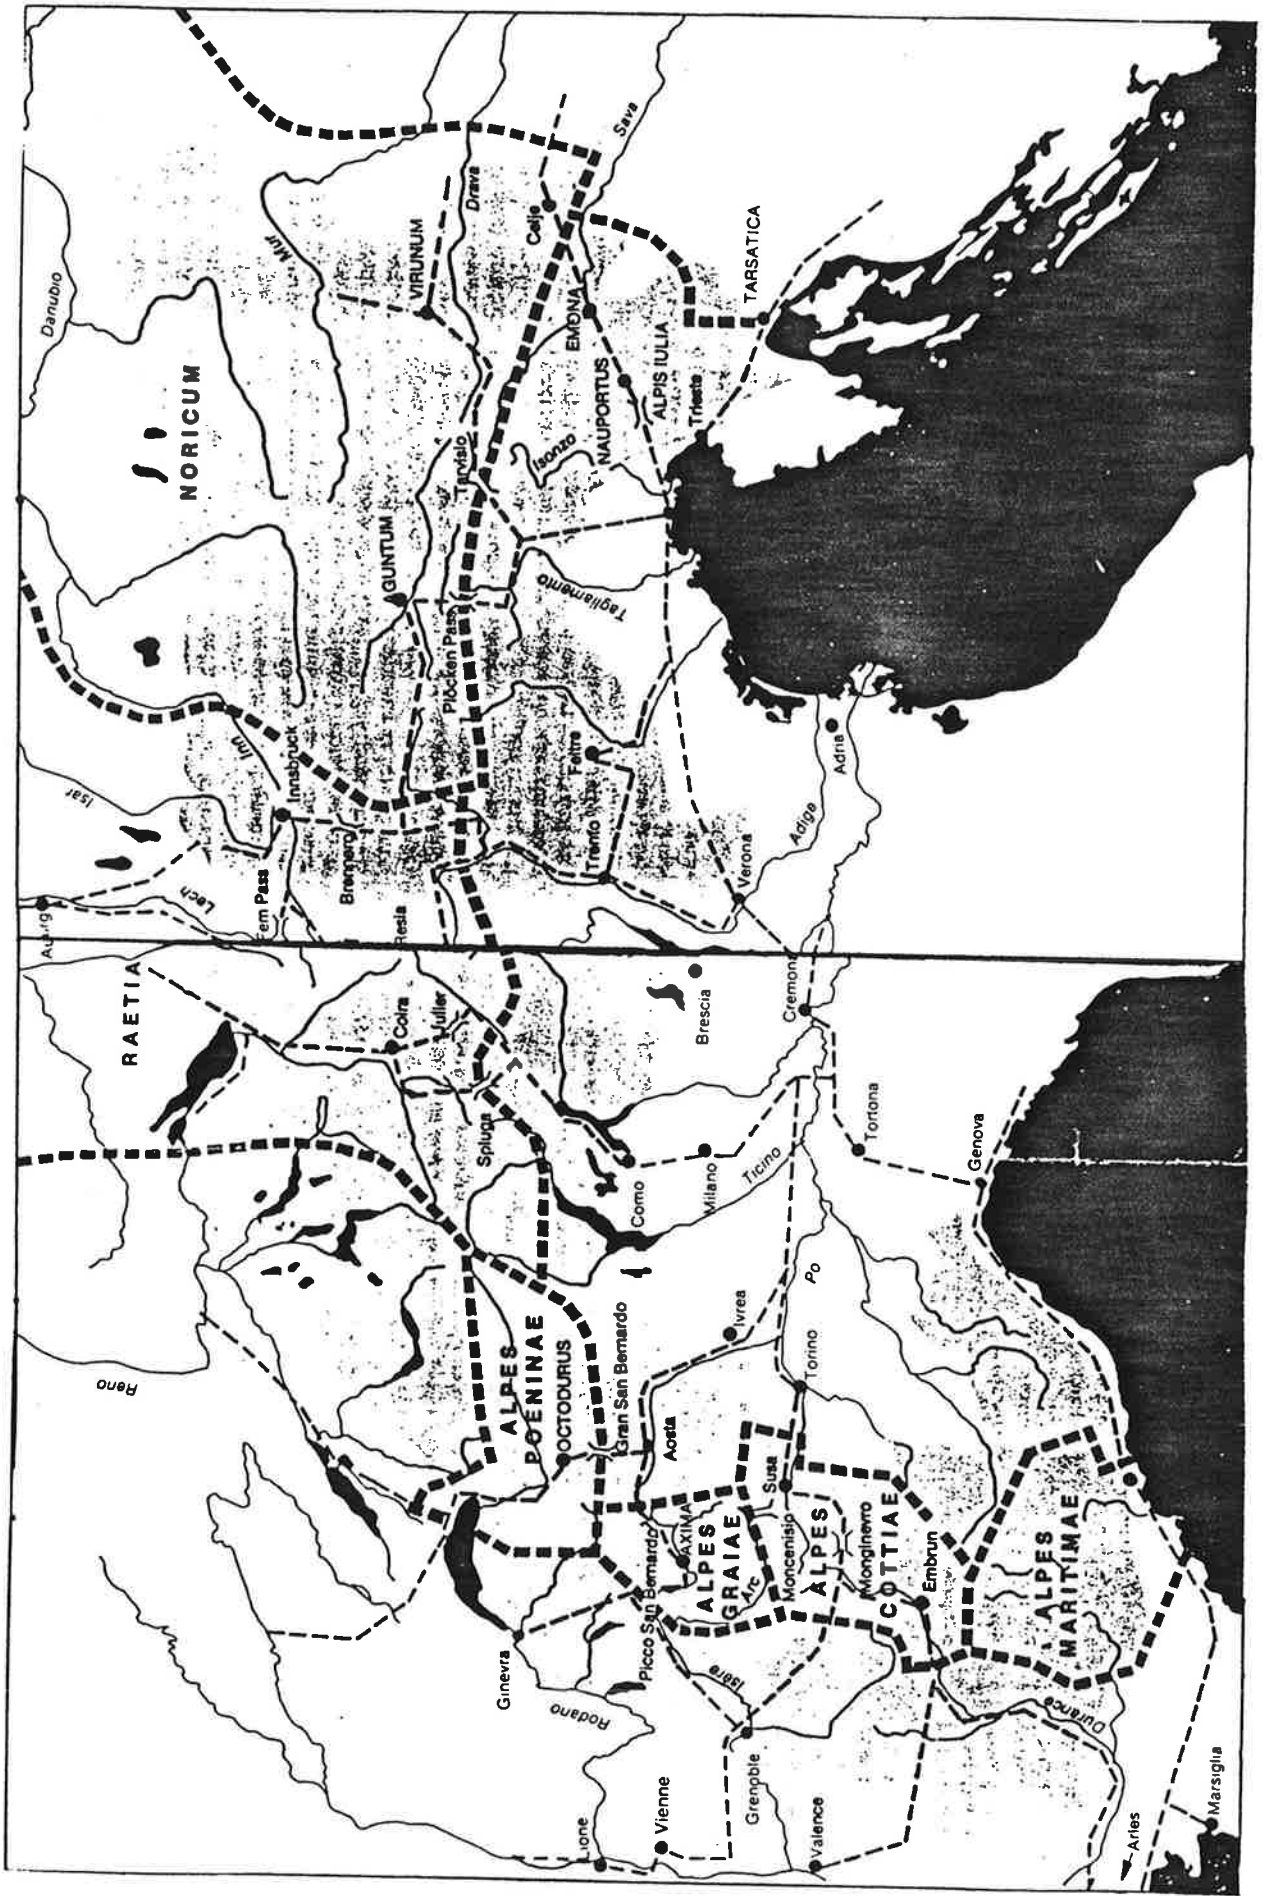 Danubio
NORICUM
Mur
VIRUNUM
Drava
Celje
Sava
EMONA
NAUPORTUS
ALPIS IULIA
Trieste
TARSATICA
Isonzo
Tarvisio
AGUNTUM
Plöcken Pass
Tagliamento
Inn
Innsbruck
Isar
Lech
Fern Pass
Brennero
Resia
Feltre
Trento
Verona
Adige
Adria
RAETIA
Coira
Julier
Spluga
Brescia
Cremona
Como
Milano
Ticino
Tortona
Genova
Reno
ALPES
POENINAE
OCTODURUS
Gran San Bernardo
Ivrea
Po
Torino
Aosta
Susa
Picco San Bernardo
AXIMA
ALPES
GRAIAE
Arc
Moncenisio
ALPES
COTTIAE
Monginevro
Embrun
ALPES
MARITIMAE
Ginevra
Rodano
Isère
Grenoble
Durance
Lione
Vienne
Valence
Arles
Marsiglia